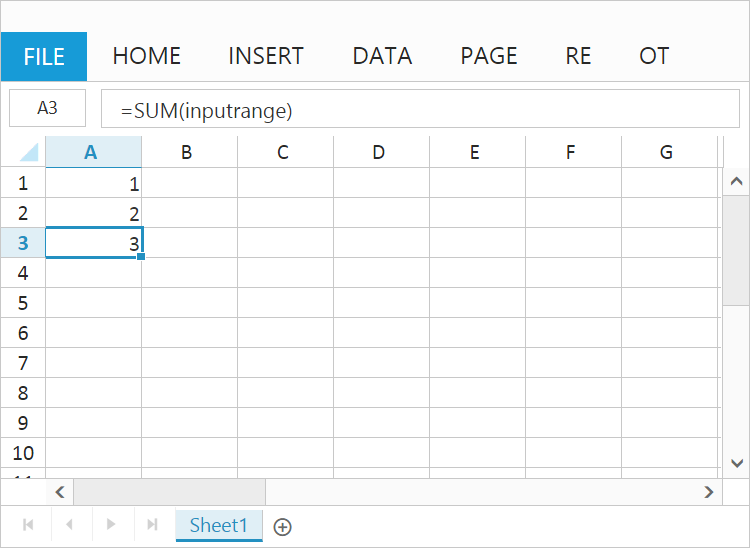 FILE HOME INSERT DATA PAGE RE OT
A3 =SUM(inputrange)
A B C D E F G
1 1
2 2
3 3
4
5
6
7
8
9
10
Sheet1